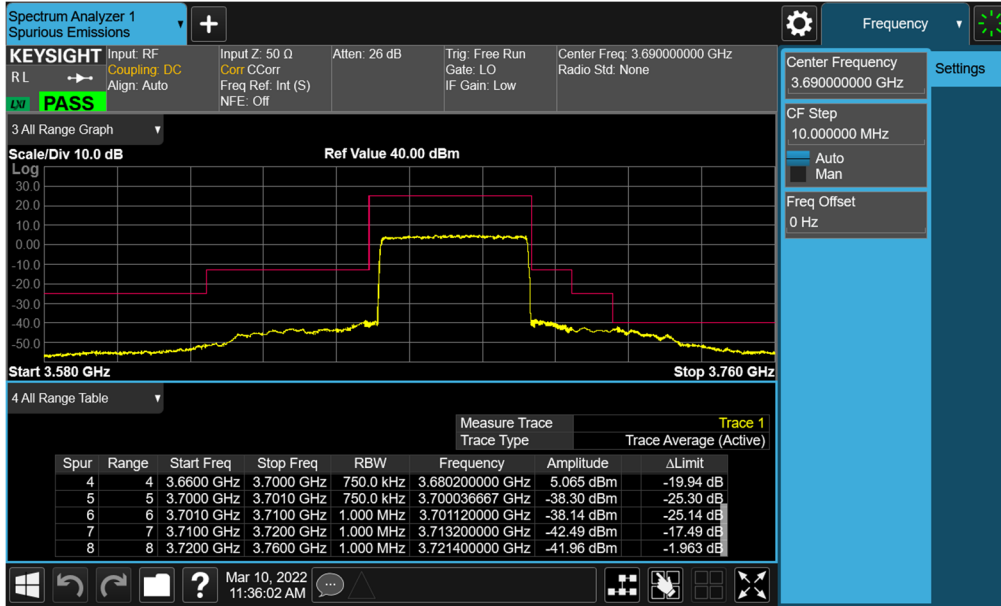 Spectrum Analyzer 1
Spurious Emissions
Frequency
KEYSIGHT
RL
LXI
PASS
Input: RF
Coupling: DC
Align: Auto
Input Z: 50 Ω
Corr CCorr
Freq Ref: Int (S)
NFE: Off
Atten: 26 dB
Trig: Free Run
Gate: LO
IF Gain: Low
Center Freq: 3.690000000 GHz
Radio Std: None
Center Frequency
3.690000000 GHz
Settings
CF Step
10.000000 MHz
Auto
Man
Freq Offset
0 Hz
3 All Range Graph
Scale/Div 10.0 dB
Ref Value 40.00 dBm
Log
30.0
20.0
10.0
0.00
-10.0
-20.0
-30.0
-40.0
-50.0
Start 3.580 GHz
Stop 3.760 GHz
4 All Range Table
Measure Trace Trace 1
Trace Type Trace Average (Active)
Spur Range Start Freq Stop Freq RBW Frequency Amplitude ΔLimit
4 4 3.6600 GHz 3.7000 GHz 750.0 kHz 3.680200000 GHz 5.065 dBm -19.94 dB
5 5 3.7000 GHz 3.7010 GHz 750.0 kHz 3.700036667 GHz -38.30 dBm -25.30 dB
6 6 3.7010 GHz 3.7100 GHz 1.000 MHz 3.701120000 GHz -38.14 dBm -25.14 dB
7 7 3.7100 GHz 3.7200 GHz 1.000 MHz 3.713200000 GHz -42.49 dBm -17.49 dB
8 8 3.7200 GHz 3.7600 GHz 1.000 MHz 3.721400000 GHz -41.96 dBm -1.963 dB
Mar 10, 2022
11:36:02 AM